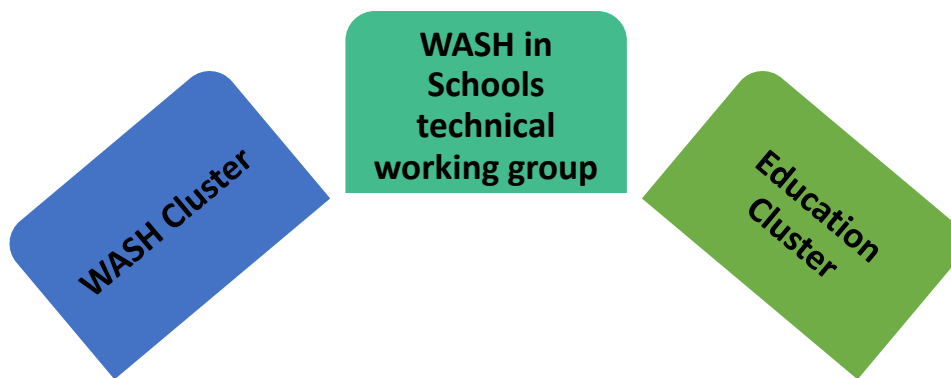 WASH Cluster
WASH in
Schools
technical
working group
Education
Cluster